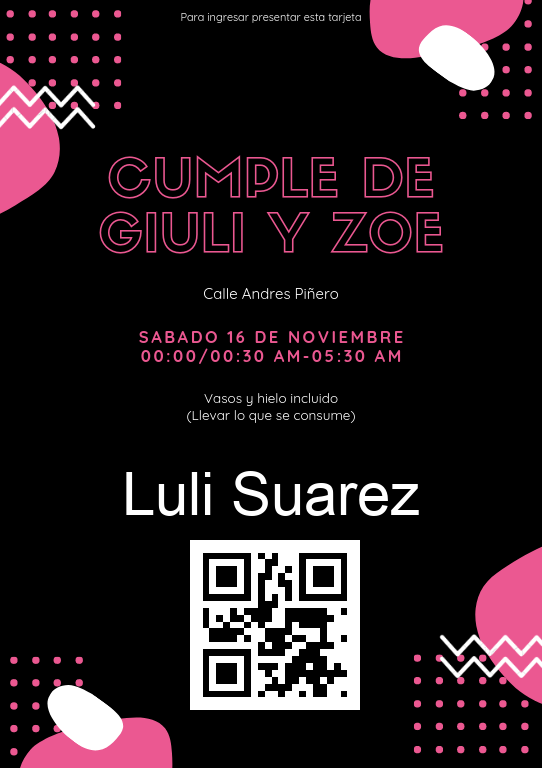 Para ingresar presentar esta tarjeta
CUMPLE DE
GIULI Y ZOE
Calle Andres Piñero
SABADO 16 DE NOVIEMBRE
00:00/00:30 AM-05:30 AM
Vasos y hielo incluido
(Llevar lo que se consume)
Luli Suarez